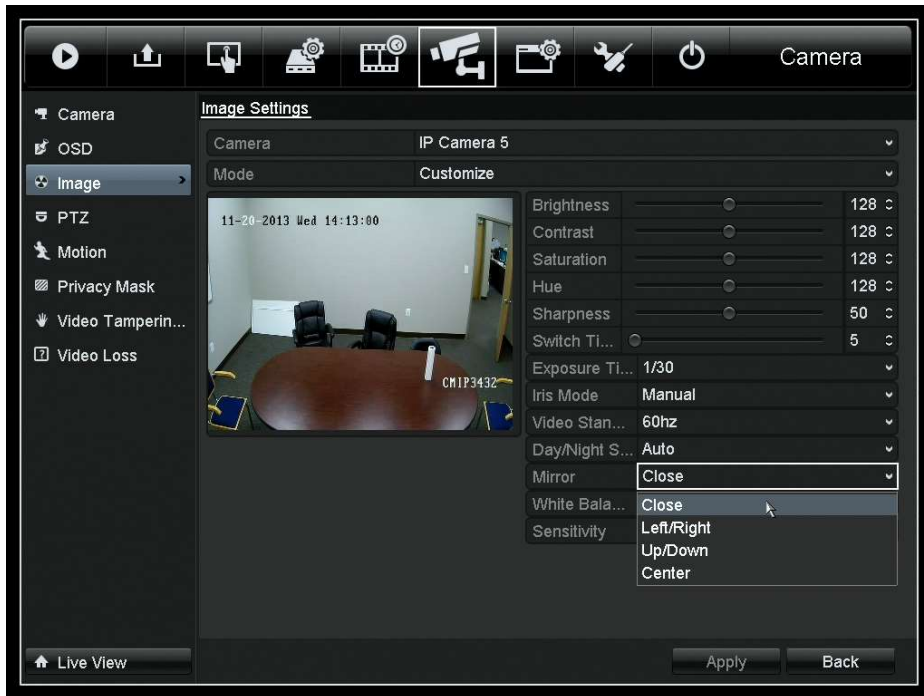 Camera
Camera
OSD
Image
PTZ
Motion
Privacy Mask
Video Tamperin...
Video Loss
Live View
Image Settings
Camera IP Camera 5
Mode Customize
11-20-2013 Wed 14:13:00
CMIP3432
Brightness 128
Contrast 128
Saturation 128
Hue 128
Sharpness 50
Switch Ti... 5
Exposure Ti... 1/30
Iris Mode Manual
Video Stan... 60hz
Day/Night S... Auto
Mirror Close
White Bala... Close
Left/Right
Sensitivity
Up/Down
Center
Apply Back